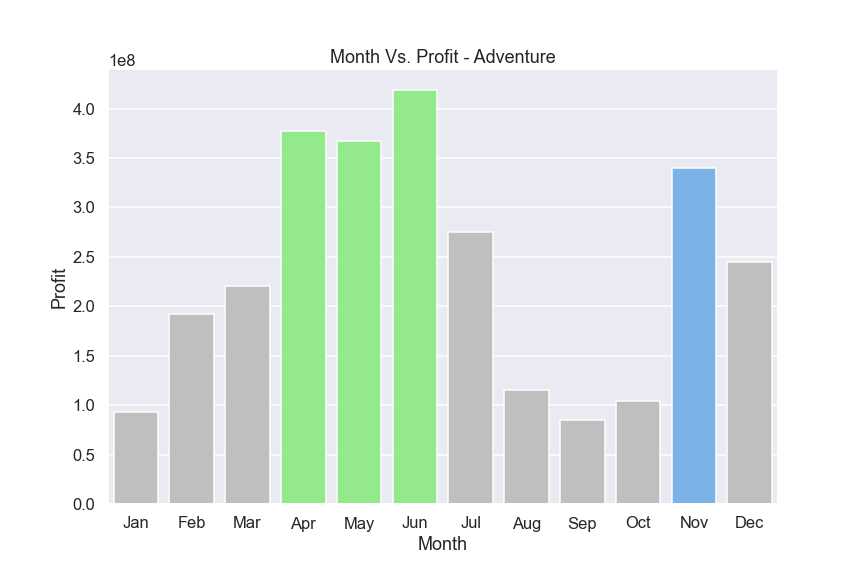 Month Vs. Profit - Adventure
1e8
4.0
3.5
3.0
2.5
2.0
1.5
1.0
0.5
0.0
Profit
Jan Feb Mar Apr May Jun Jul Aug Sep Oct Nov Dec
Month